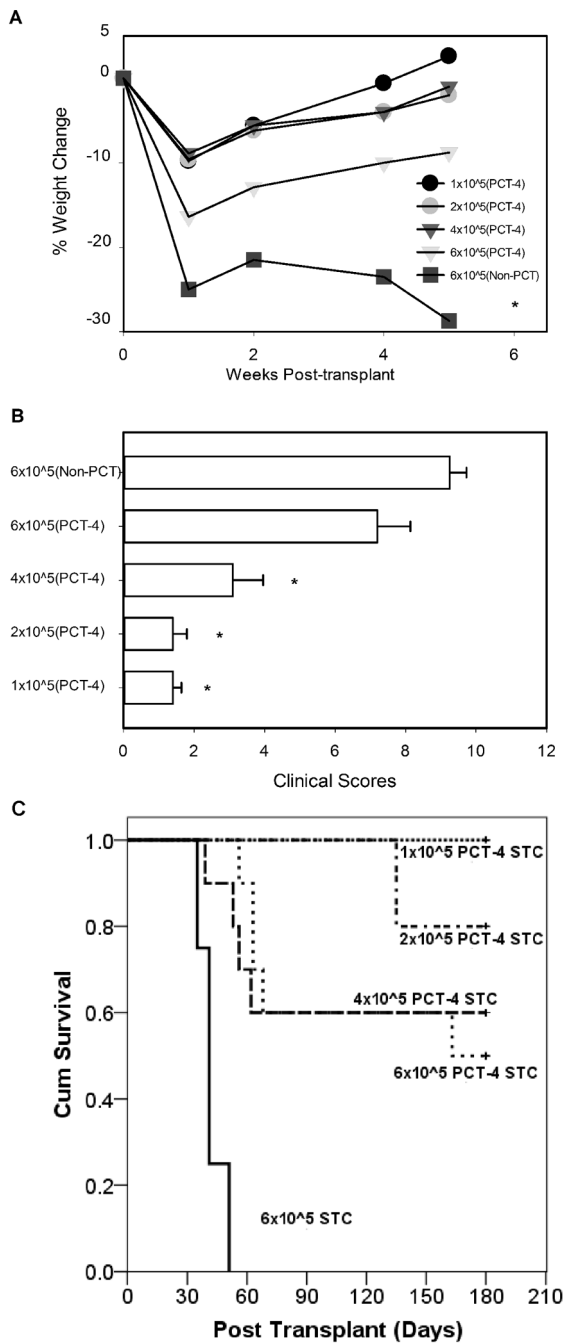 A
5
0
-10
-20
-30
% Weight Change
1x10^5(PCT-4)
2x10^5(PCT-4)
4x10^5(PCT-4)
6x10^5(PCT-4)
6x10^5(Non-PCT)
*
0
2
4
6
Weeks Post-transplant
B
6x10^5(Non-PCT)
6x10^5(PCT-4)
4x10^5(PCT-4)
*
2x10^5(PCT-4)
*
1x10^5(PCT-4)
*
0
2
4
6
8
10
12
Clinical Scores
C
1.0
0.8
0.6
0.4
0.2
0.0
Cum Survival
1x10^5 PCT-4 STC
2x10^5 PCT-4 STC
4x10^5 PCT-4 STC
6x10^5 PCT-4 STC
6x10^5 STC
0
30
60
90
120
150
180
210
Post Transplant (Days)